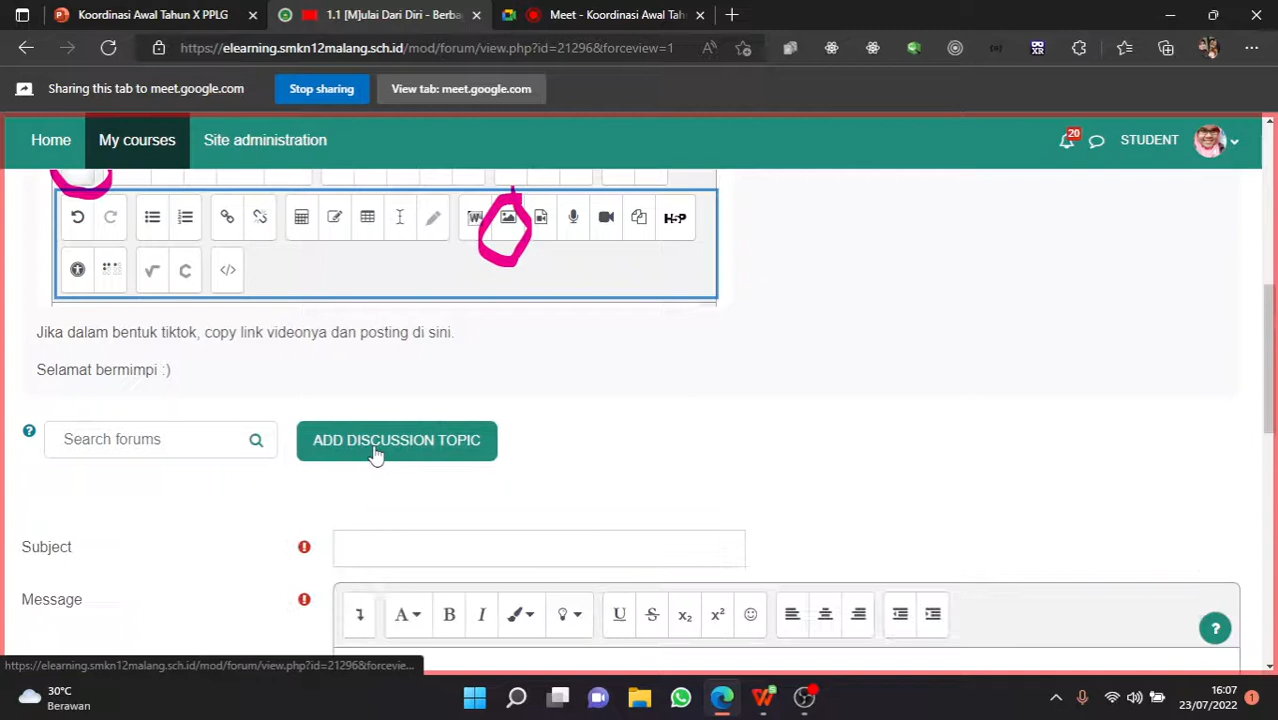 Koordinasi Awal Tahun X PPLG
1.1 [M]ulai Dari Diri - Berba
Meet - Koordinasi Awal Tahu
https://elearning.smkn12malang.sch.id/mod/forum/view.php?id=21296&forceview=1
Sharing this tab to meet.google.com
Stop sharing
View tab: meet.google.com
Home
My courses
Site administration
20
STUDENT
H5P
Jika dalam bentuk tiktok, copy link videonya dan posting di sini.
Selamat bermimpi :)
Search forums
ADD DISCUSSION TOPIC
Subject
Message
https://elearning.smkn12malang.sch.id/mod/forum/view.php?id=21296&forcevie...
30°C
Berawan
16:07
23/07/2022
1